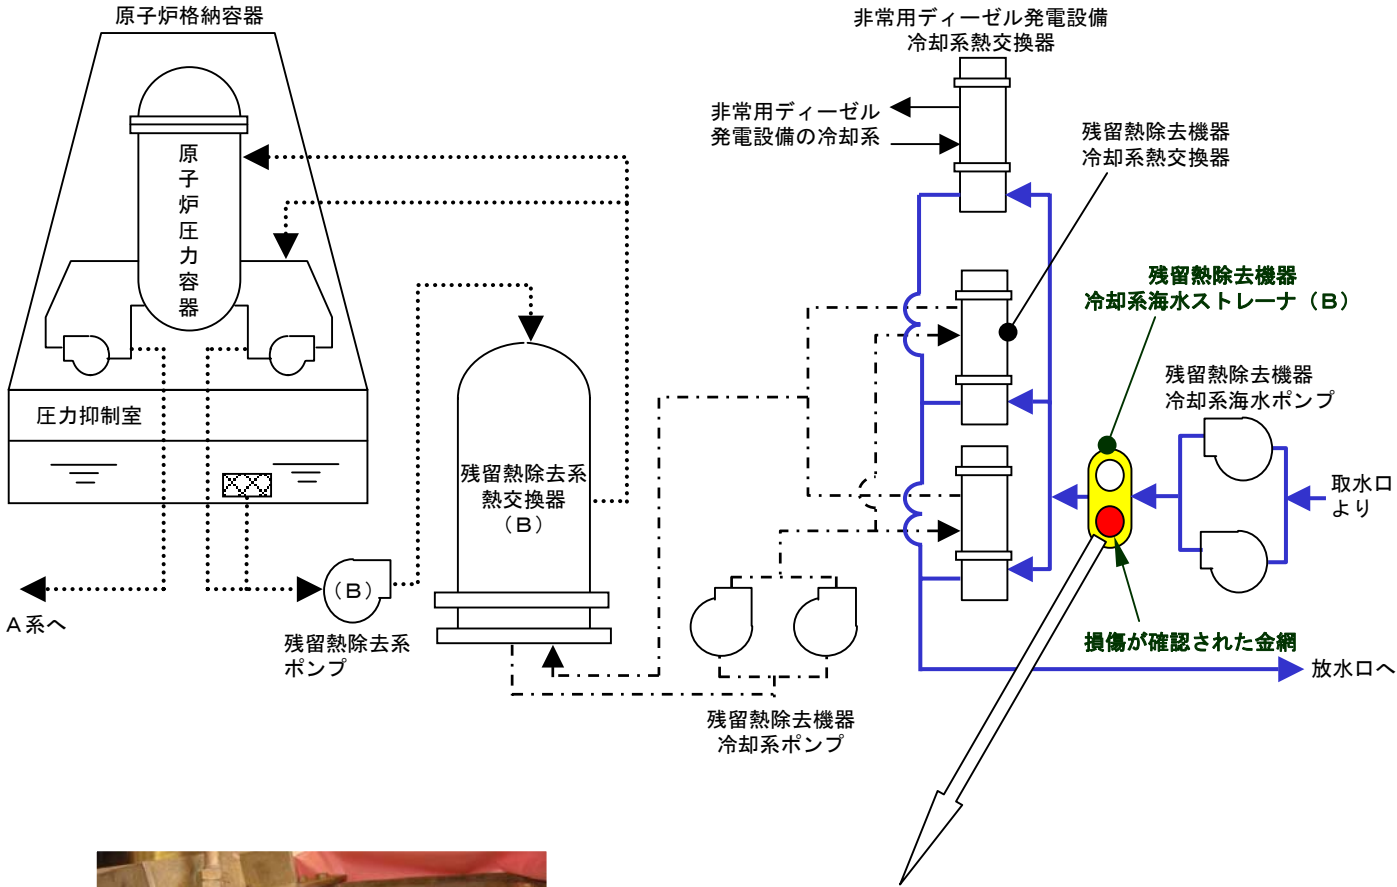 原子炉格納容器
非常用ディーゼル発電設備
冷却系熱交換器
非常用ディーゼル
発電設備の冷却系
残留熱除去機器
冷却系熱交換器
原子炉圧力容器
残留熱除去機器
冷却系海水ストレーナ（Ｂ）
残留熱除去機器
冷却系海水ポンプ
圧力抑制室
残留熱除去系
熱交換器
（Ｂ）
取水口
より
（Ｂ）
Ａ系へ
残留熱除去系
ポンプ
損傷が確認された金網
放水口へ
残留熱除去機器
冷却系ポンプ